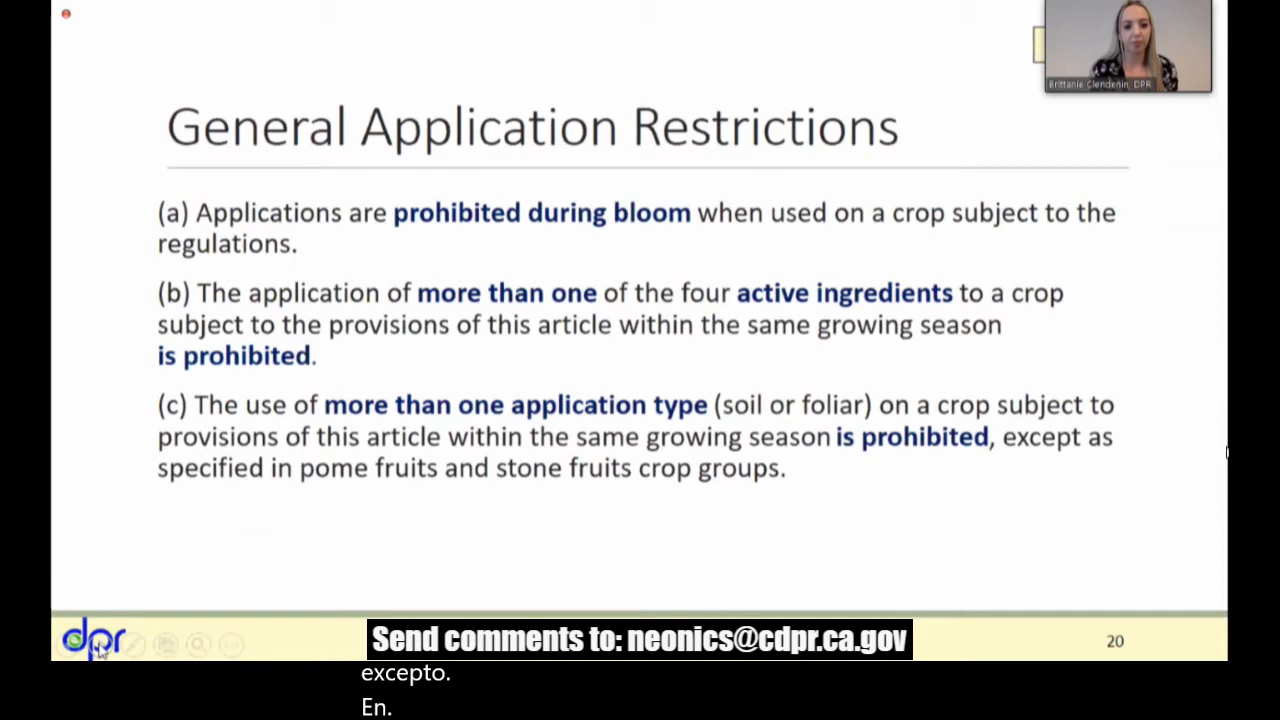 Brittanie Clendenin_DPR
General Application Restrictions
(a) Applications are prohibited during bloom when used on a crop subject to the
regulations.
(b) The application of more than one of the four active ingredients to a crop
subject to the provisions of this article within the same growing season
is prohibited.
(c) The use of more than one application type (soil or foliar) on a crop subject to
provisions of this article within the same growing season is prohibited, except as
specified in pome fruits and stone fruits crop groups.
dpr
Send comments to: neonics@cdpr.ca.gov
20
excepto.
En.